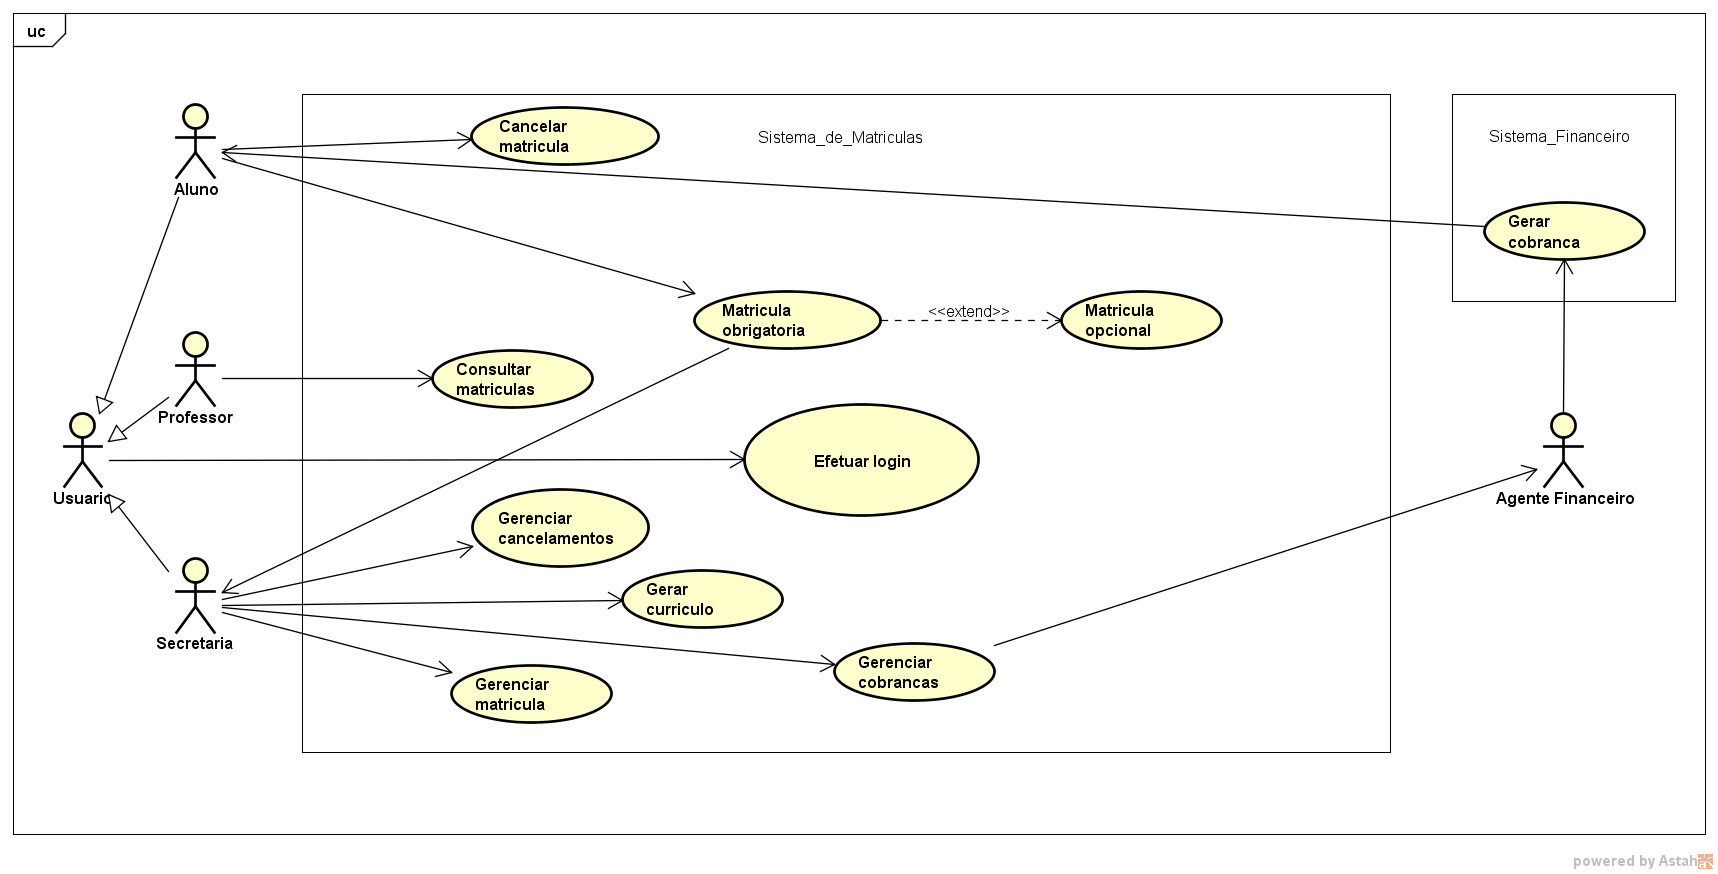 uc
Cancelar
matricula
Sistema_de_Matriculas
Sistema_Financeiro
Aluno
Gerar
cobranca
Matricula
obrigatoria
<<extend>>
Matricula
opcional
Consultar
matriculas
Professor
Efetuar login
Usuario
Agente Financeiro
Gerenciar
cancelamentos
Gerar
curriculo
Secretaria
Gerenciar
cobrancas
Gerenciar
matricula
powered by Astah